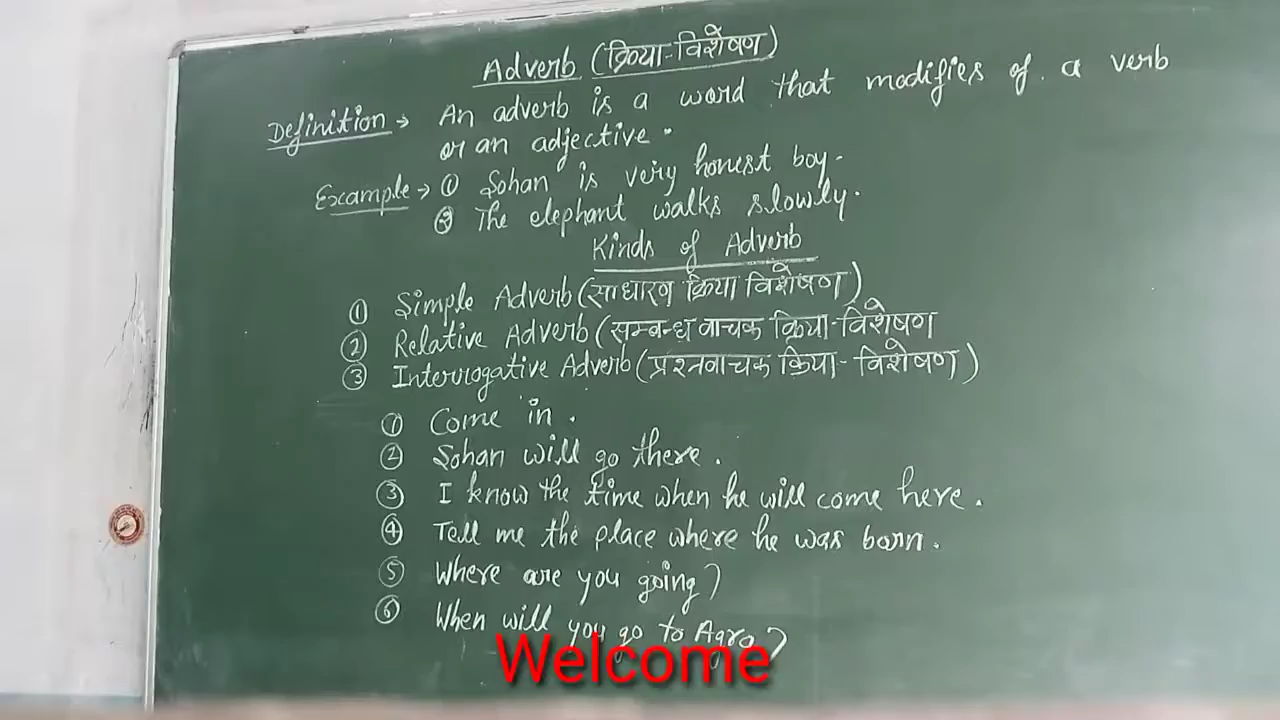 Adverb (क्रिया-विशेषण)
Definition → An adverb is a word that modifies of a verb
or an adjective.
Example → ① Sohan is very honest boy.
② The elephant walks slowly.
Kinds of Adverb
① Simple Adverb (साधारण क्रिया विशेषण)
② Relative Adverb (सम्बन्ध वाचक क्रिया-विशेषण
③ Interrogative Adverb (प्रश्नवाचक क्रिया-विशेषण)
① Come in.
② Sohan will go there.
③ I know the time when he will come here.
④ Tell me the place where he was born.
⑤ Where are you going?
⑥ When will you go to Agra?
Welcome